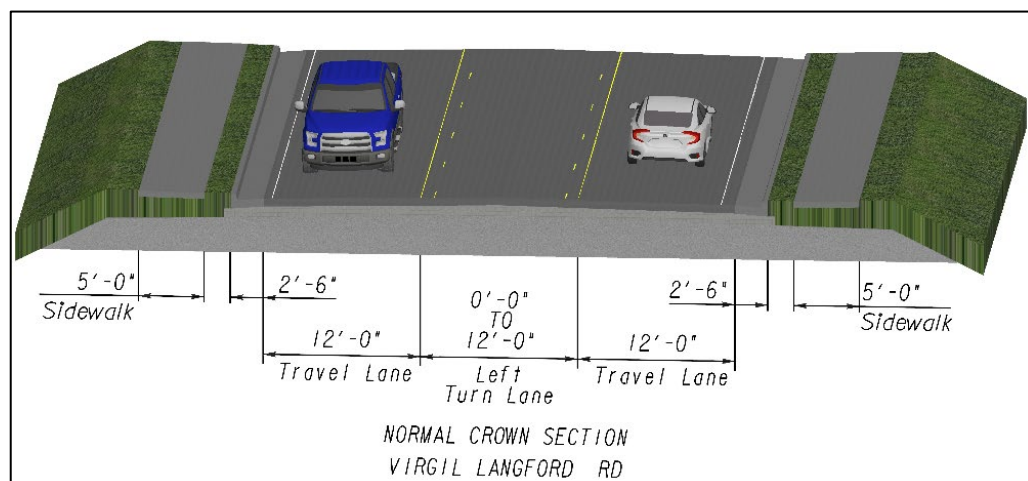 5'-0"
Sidewalk
2'-6"
0'-0"
TO
12'-0"
Left
Turn Lane
12'-0"
Travel Lane
12'-0"
Travel Lane
2'-6"
5'-0"
Sidewalk
NORMAL CROWN SECTION
VIRGIL LANGFORD RD